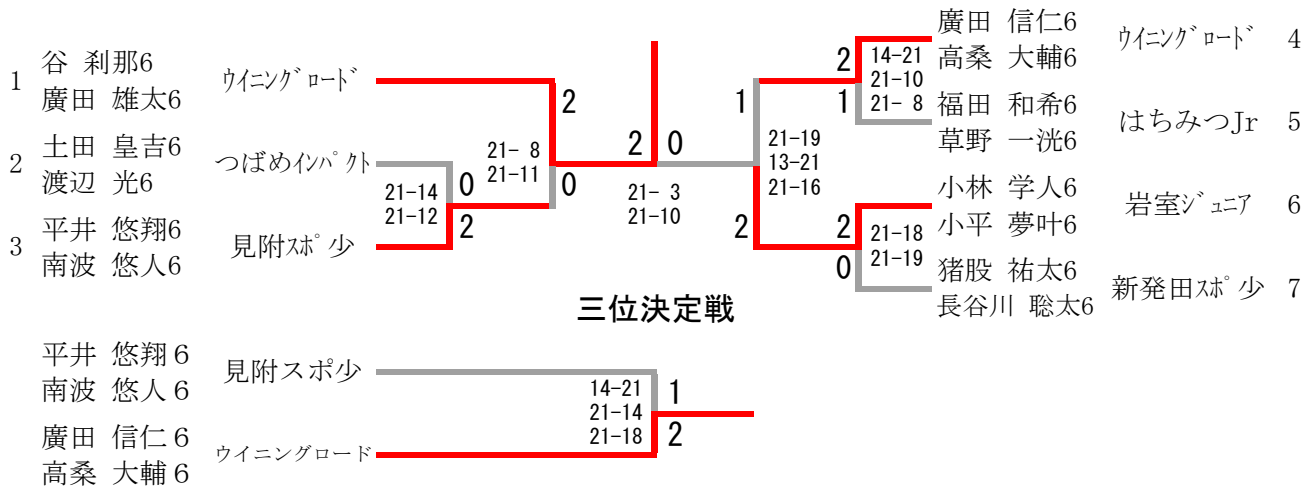 1
谷 刹那6
廣田 雄太6
ウイニングロード
2
土田 皇吉6
渡辺 光6
つばめインパクト
3
平井 悠翔6
南波 悠人6
見附スポ少
21-14
21-12
0
2
21- 8
21-11
2
0
2
0
21- 3
21-10
1
2
21-19
13-21
21-16
2
1
14-21
21-10
21- 8
2
0
21-18
21-19
廣田 信仁6
高桑 大輔6
ウイニングロード
4
福田 和希6
草野 一洸6
はちみつJr
5
小林 学人6
小平 夢叶6
岩室ジュニア
6
猪股 祐太6
長谷川 聡太6
新発田スポ少
7
三位決定戦
平井 悠翔6
南波 悠人6
見附スポ少
廣田 信仁6
高桑 大輔6
ウイニングロード
14-21
21-14
21-18
1
2